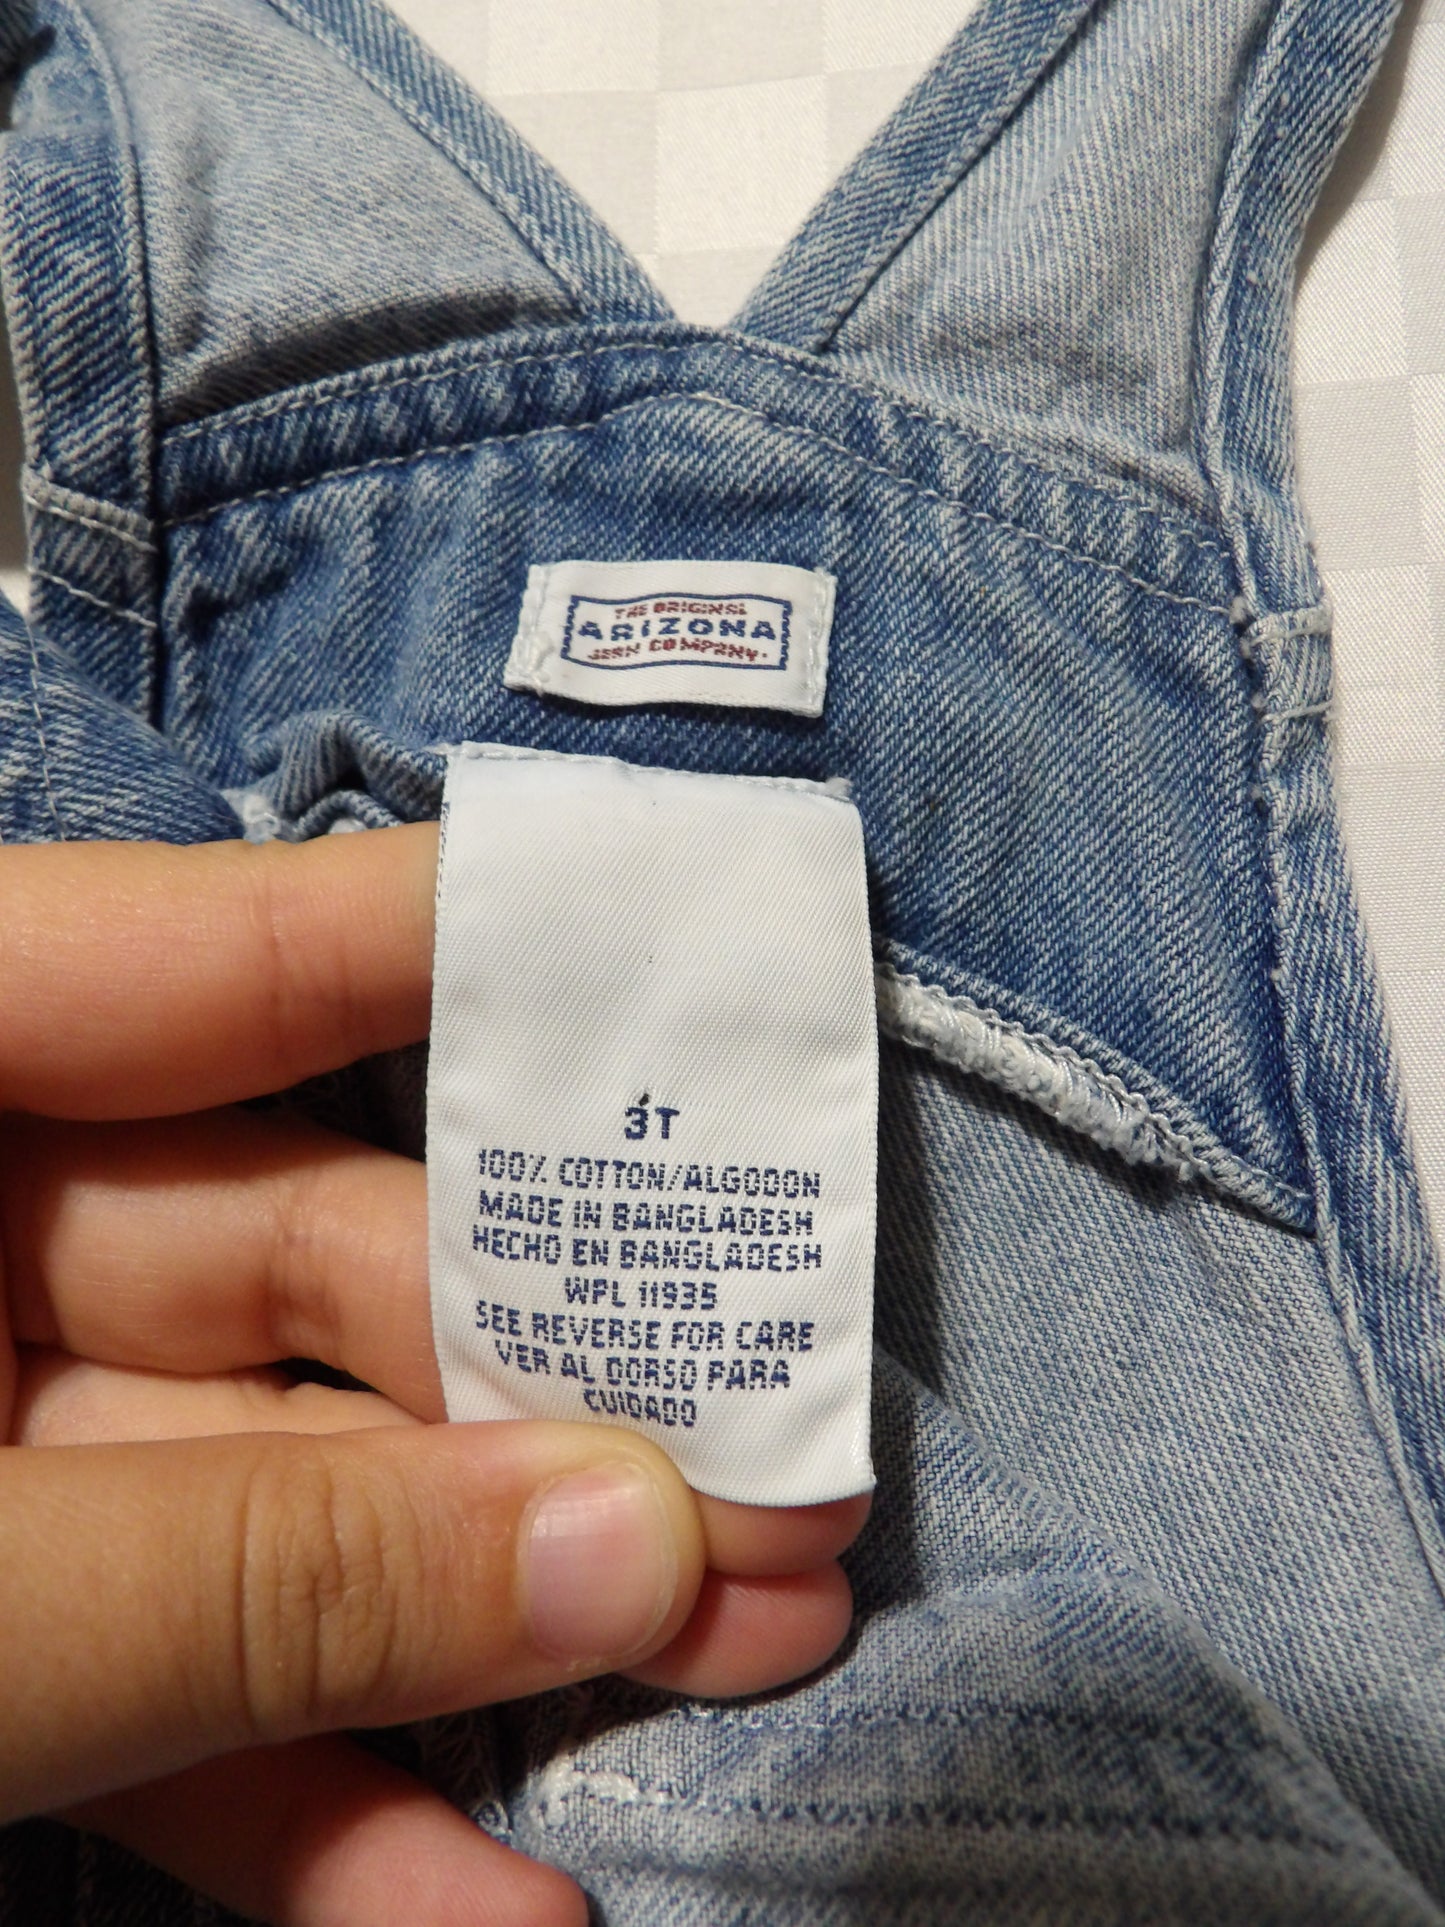 THE ORIGINAL
ARIZONA
JEAN COMPANY.
3T
100% COTTON/ALGODON
MADE IN BANGLADESH
HECHO EN BANGLADESH
WPL 11935
SEE REVERSE FOR CARE
VER AL DORSO PARA
CUIDADO